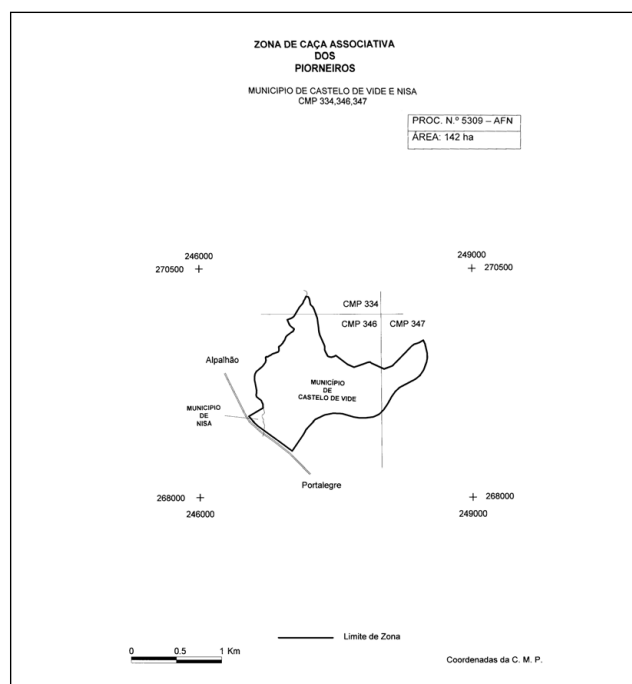 ZONA DE CAÇA ASSOCIATIVA
DOS
PIORNEIROS
MUNICIPIO DE CASTELO DE VIDE E NISA
CMP 334,346,347
PROC. N.º 5309 – AFN
ÁREA: 142 ha
246000
270500
249000
270500
CMP 334
CMP 346
CMP 347
Alpalhão
MUNICÍPIO
DE
CASTELO DE VIDE
MUNICIPIO
DE
NISA
Portalegre
268000
246000
268000
249000
Limite de Zona
0 0.5 1 Km
Coordenadas da C. M. P.